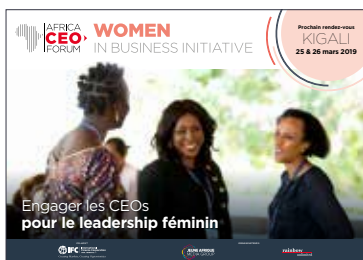 AFRICA
CEO
FORUM
WOMEN
IN BUSINESS INITIATIVE
Prochain rendez-vous
KIGALI
25 & 26 mars 2019
Engager les CEOs
pour le leadership féminin
IFC
JEUNE AFRIQUE
MEDIA GROUP
rainbow